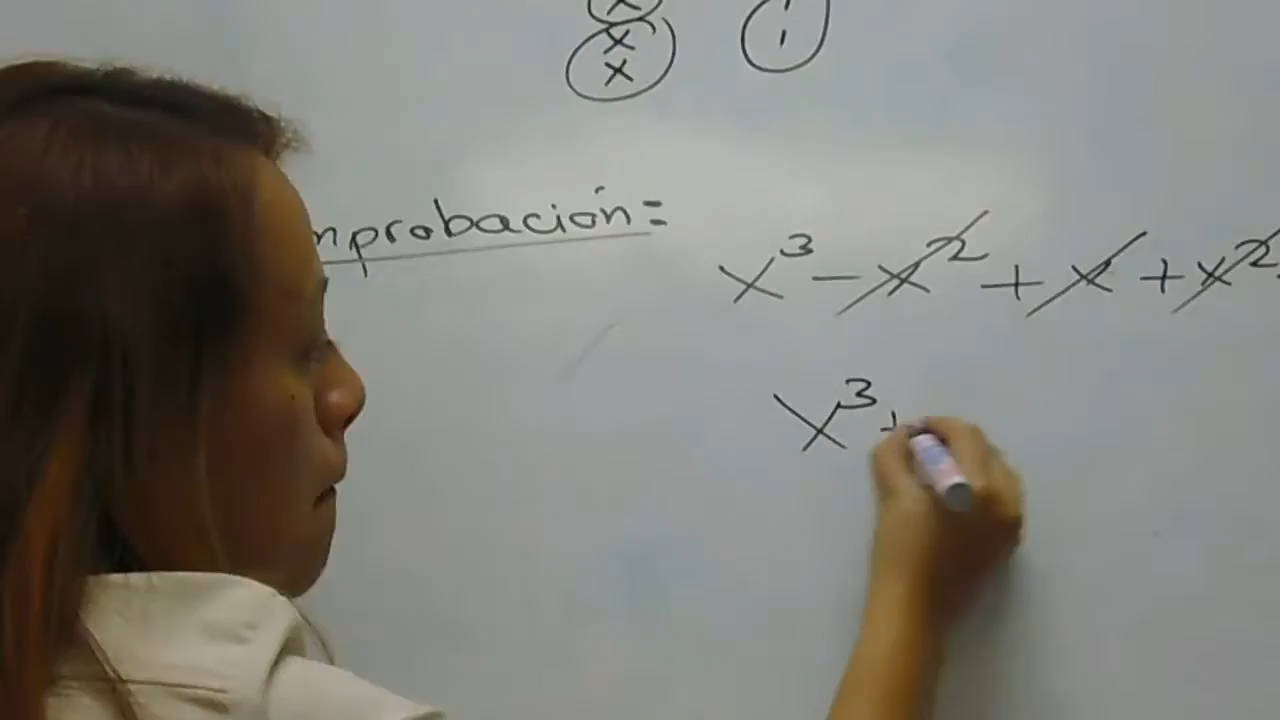 x
x 1
x
mprobación=
x³ - x² + x + x²
x³ +